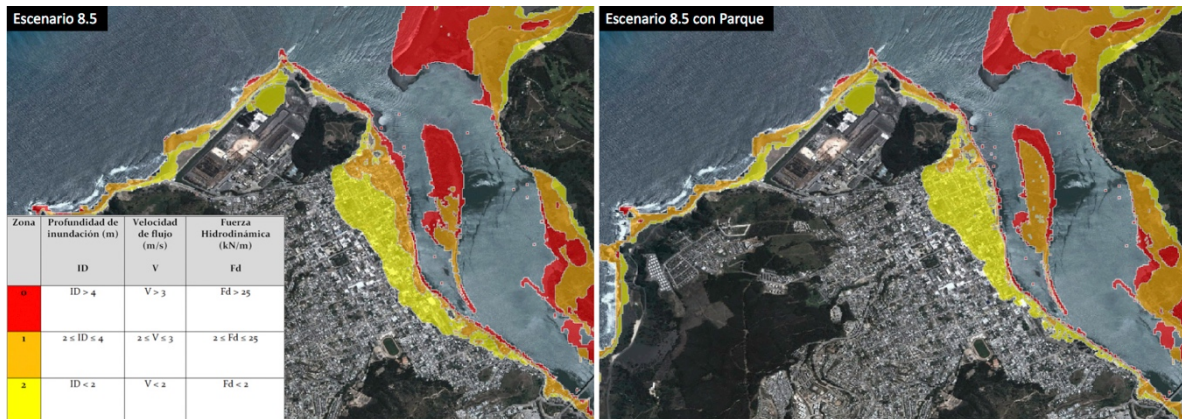 Escenario 8.5
Escenario 8.5 con Parque
Zona
Profundidad de
inundación (m)
ID
Velocidad
de flujo
(m/s)
V
Fuerza
Hidrodinámica
(kN/m)
Fd
0 ID > 4 V > 3 Fd > 25
1 2 ≤ ID ≤ 4 2 ≤ V ≤ 3 2 ≤ Fd ≤ 25
2 ID < 2 V < 2 Fd < 2